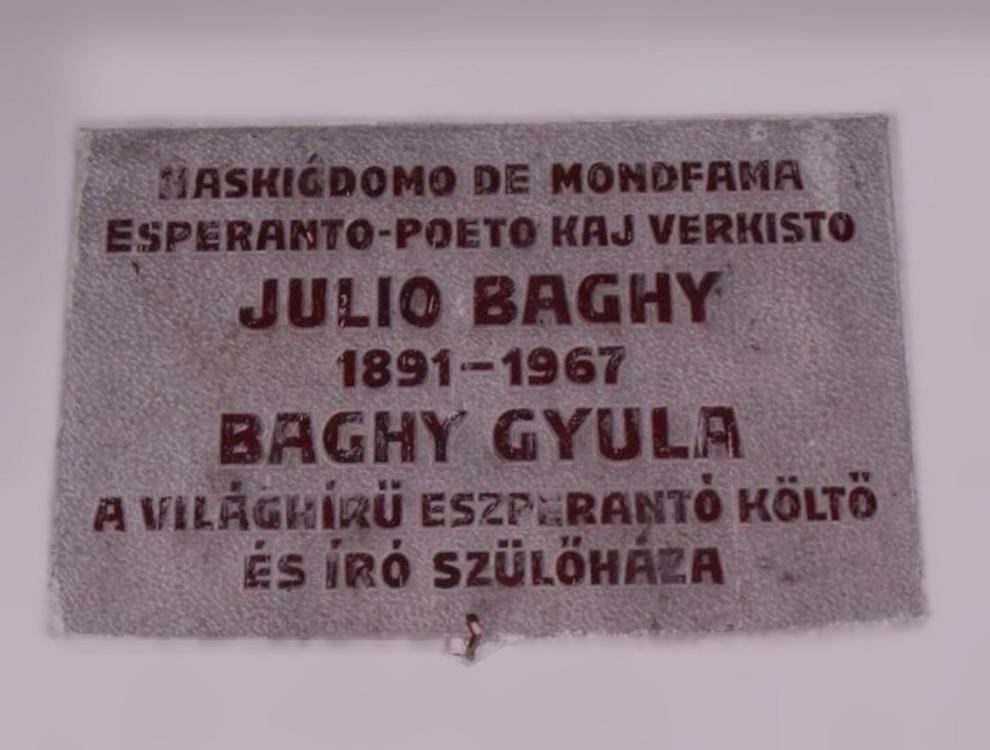 NASKIĜDOMO DE MONDFAMA
ESPERANTO-POETO KAJ VERKISTO
JULIO BAGHY
1891-1967
BAGHY GYULA
A VILÁGHÍRŰ ESZPERANTÓ KÖLTŐ
ÉS ÍRÓ SZÜLŐHÁZA